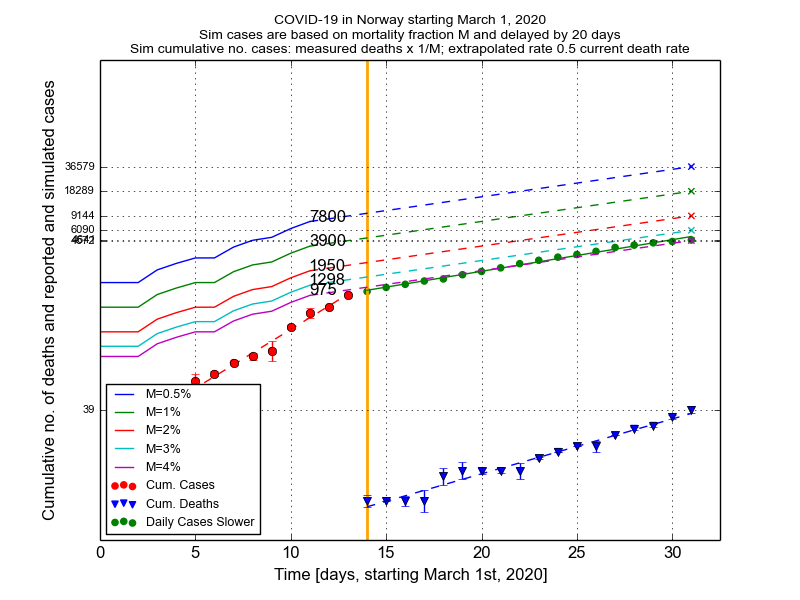 COVID-19 in Norway starting March 1, 2020
Sim cases are based on mortality fraction M and delayed by 20 days
Sim cumulative no. cases: measured deaths x 1/M; extrapolated rate 0.5 current death rate
Cumulative no. of deaths and reported and simulated cases
36579
18289
9144
6090
39
7800
3900
1950
1298
975
M=0.5%
M=1%
M=2%
M=3%
M=4%
Cum. Cases
Cum. Deaths
Daily Cases Slower
0 5 10 15 20 25 30
Time [days, starting March 1st, 2020]